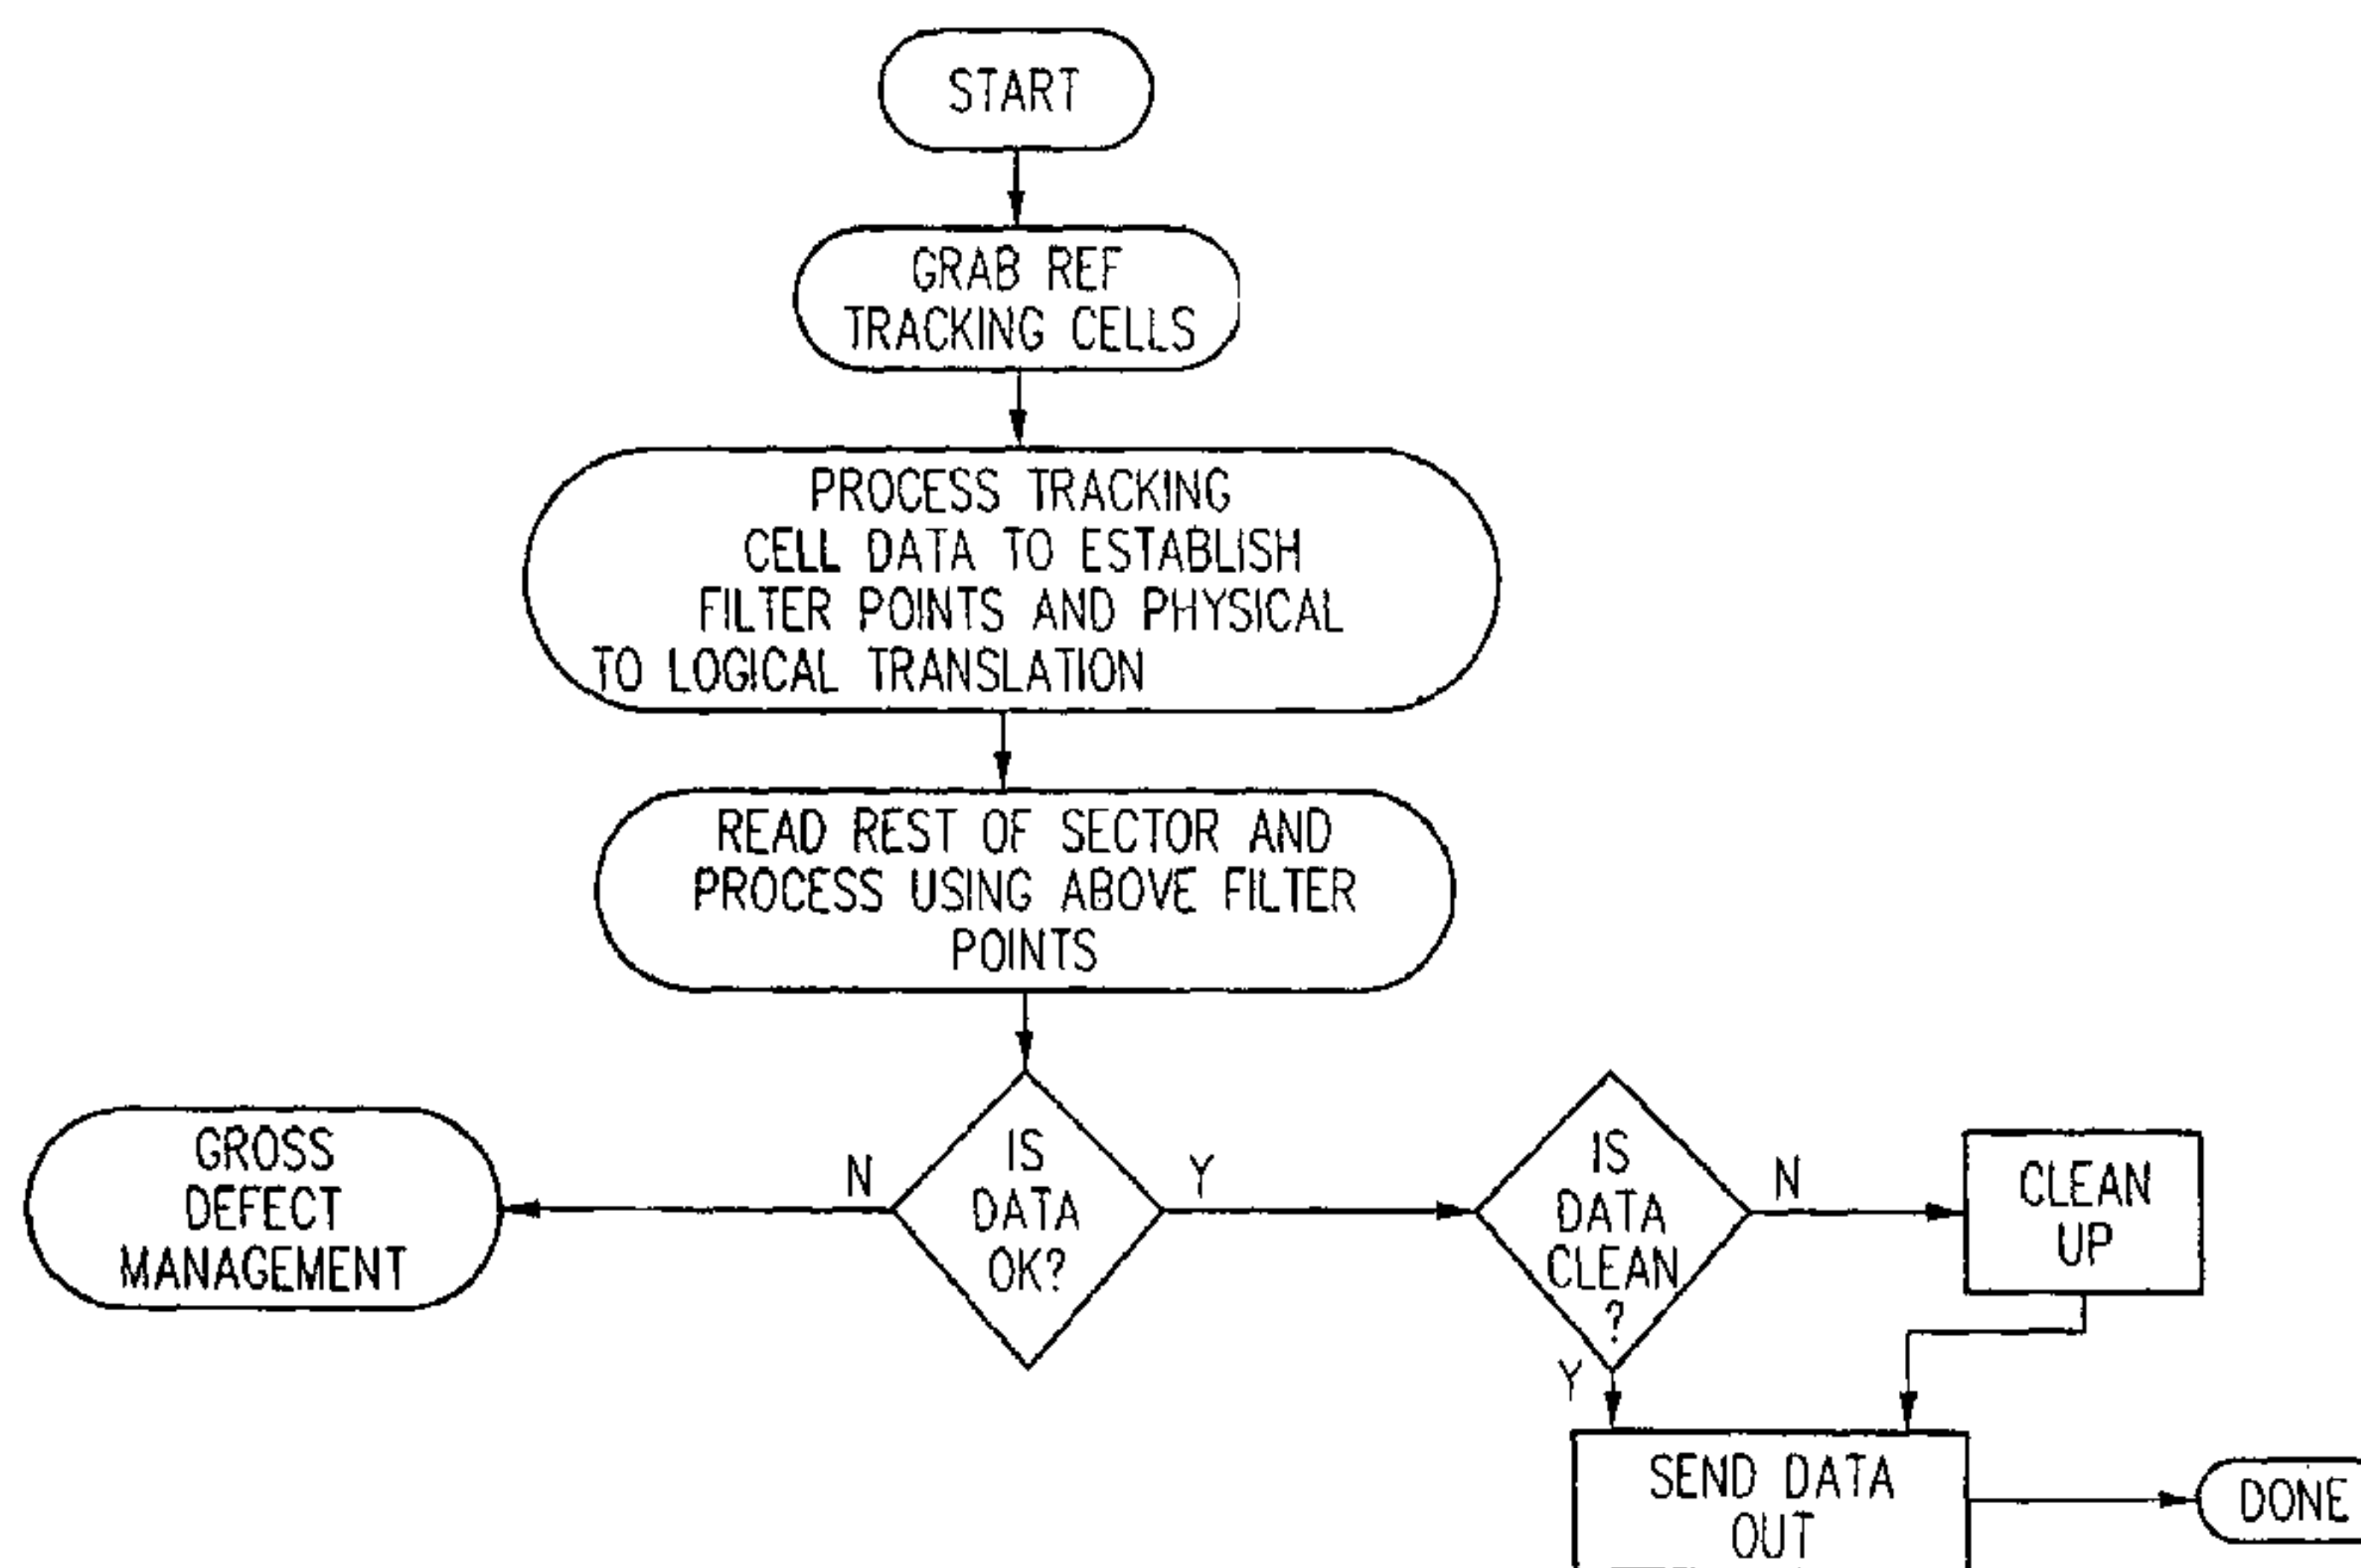 START
GRAB REF
TRACKING CELLS
PROCESS TRACKING
CELL DATA TO ESTABLISH
FILTER POINTS AND PHYSICAL
TO LOGICAL TRANSLATION
READ REST OF SECTOR AND
PROCESS USING ABOVE FILTER
POINTS
GROSS
DEFECT
MANAGEMENT
N
IS
DATA
OK?
Y
IS
DATA
CLEAN
?
N
CLEAN
UP
Y
SEND DATA
OUT
DONE